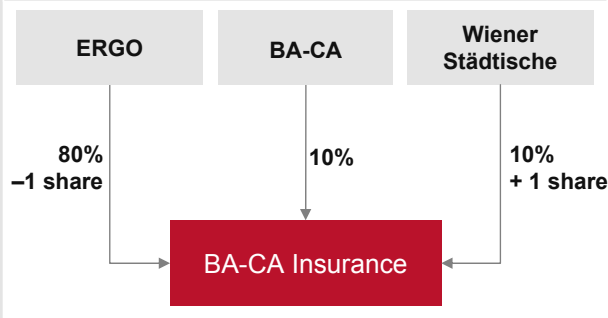 ERGO
BA-CA
Wiener
Städtische
80%
–1 share
10%
10%
+ 1 share
BA-CA Insurance